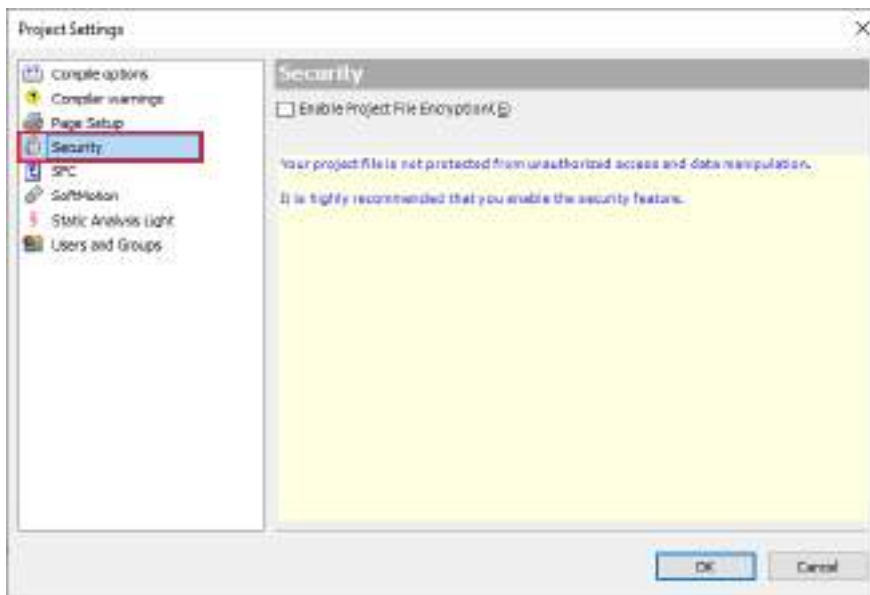 Project Settings
Compile options
Compiler warnings
Page Setup
Security
SFC
SoftMotion
Static Analysis Light
Users and Groups
Security
Enable Project File Encryption(E)
Your project file is not protected from unauthorized access and data manipulation.
It is highly recommended that you enable the security feature.
OK
Cancel